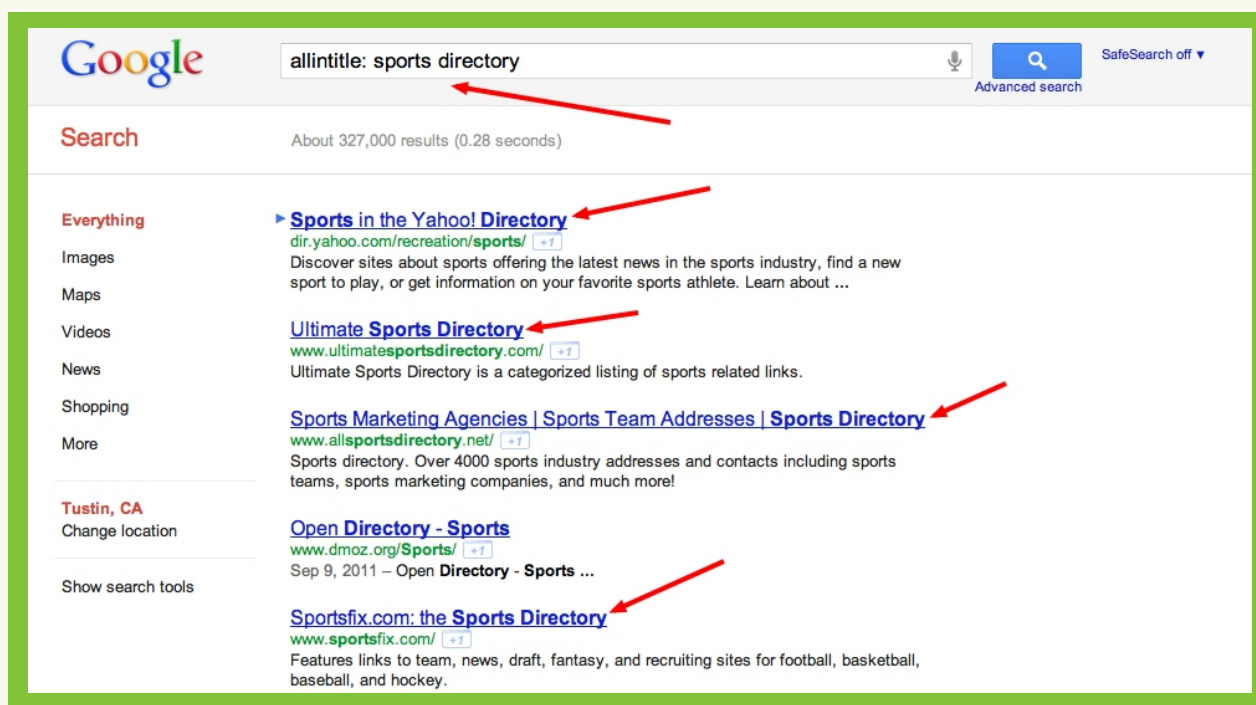 Google
allintitle: sports directory
SafeSearch off ▼
Advanced search
Search
About 327,000 results (0.28 seconds)
Everything
Images
Maps
Videos
News
Shopping
More
Tustin, CA
Change location
Show search tools
Sports in the Yahoo! Directory
dir.yahoo.com/recreation/sports/ +1
Discover sites about sports offering the latest news in the sports industry, find a new
sport to play, or get information on your favorite sports athlete. Learn about ...
Ultimate Sports Directory
www.ultimatesportsdirectory.com/ +1
Ultimate Sports Directory is a categorized listing of sports related links.
Sports Marketing Agencies | Sports Team Addresses | Sports Directory
www.allsportsdirectory.net/ +1
Sports directory. Over 4000 sports industry addresses and contacts including sports
teams, sports marketing companies, and much more!
Open Directory - Sports
www.dmoz.org/Sports/ +1
Sep 9, 2011 – Open Directory - Sports ...
Sportsfix.com: the Sports Directory
www.sportsfix.com/ +1
Features links to team, news, draft, fantasy, and recruiting sites for football, basketball,
baseball, and hockey.